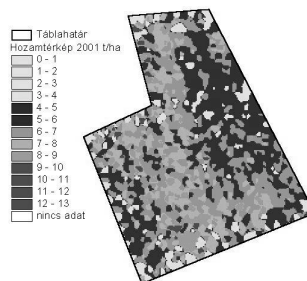 Táblahatár
Hozamtérkép 2001 t/ha
0 - 1
1 - 2
2 - 3
3 - 4
4 - 5
5 - 6
6 - 7
7 - 8
8 - 9
9 - 10
10 - 11
11 - 12
12 - 13
nincs adat